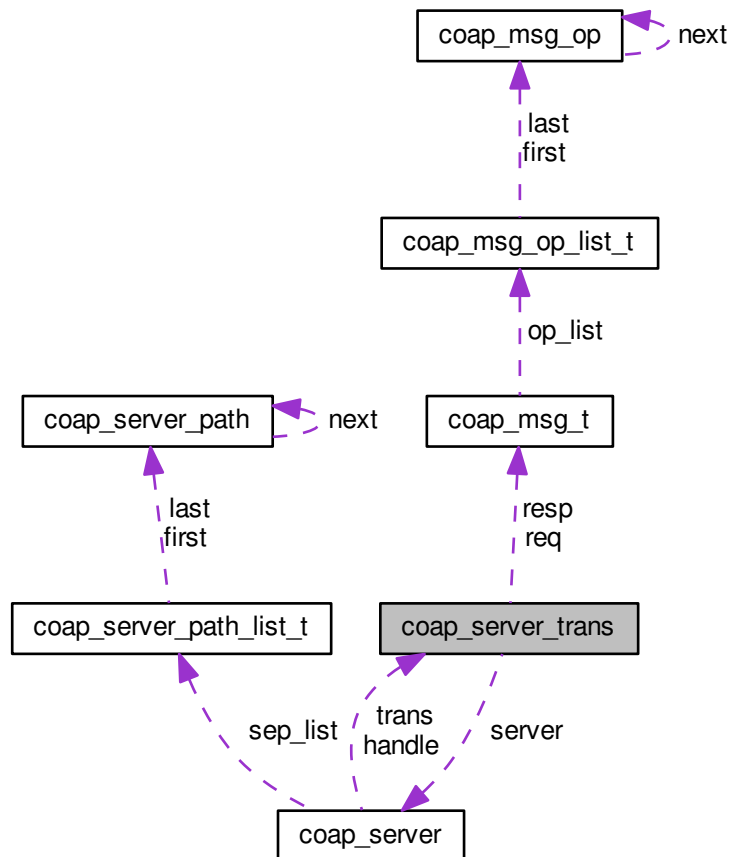 coap_msg_op
next
last
first
coap_msg_op_list_t
op_list
coap_server_path
next
coap_msg_t
last
first
resp
req
coap_server_path_list_t
coap_server_trans
sep_list
trans
handle
server
coap_server